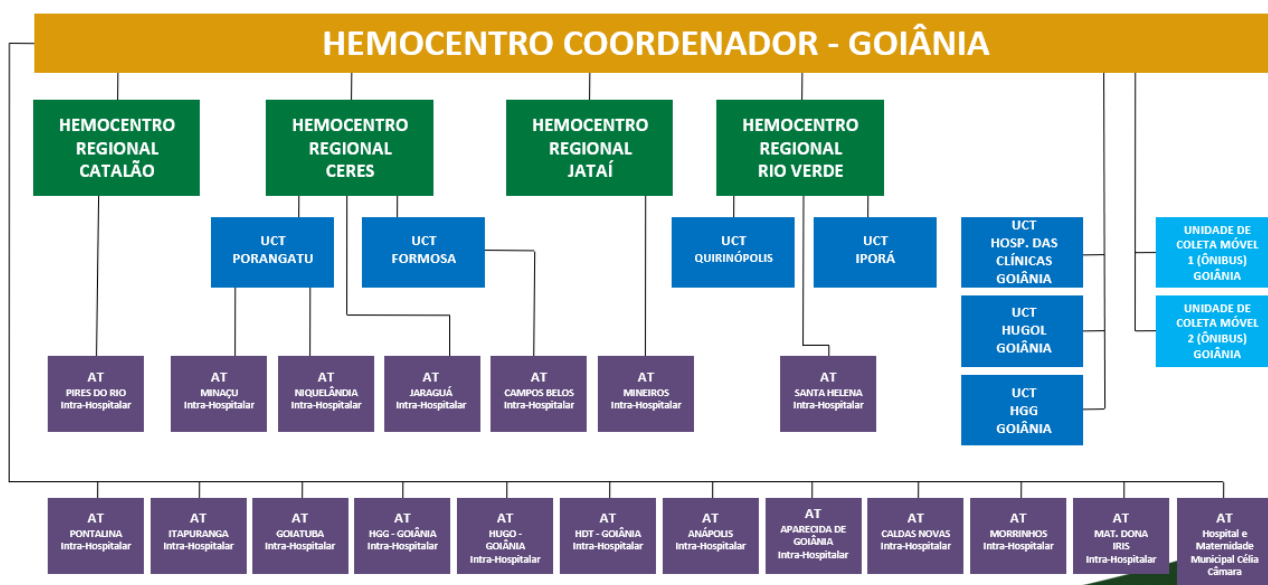 HEMOCENTRO COORDENADOR - GOIÂNIA
HEMOCENTRO
REGIONAL
CATALÃO
HEMOCENTRO
REGIONAL
CERES
HEMOCENTRO
REGIONAL
JATAÍ
HEMOCENTRO
REGIONAL
RIO VERDE
UCT
PORANGATU
UCT
FORMOSA
UCT
QUIRINÓPOLIS
UCT
IPORÁ
UCT
HOSP. DAS
CLÍNICAS
GOIÂNIA
UNIDADE DE
COLETA MÓVEL
1 (ÔNIBUS)
GOIÂNIA
UCT
HUGOL
GOIÂNIA
UNIDADE DE
COLETA MÓVEL
2 (ÔNIBUS)
GOIÂNIA
UCT
HGG
GOIÂNIA
AT
PIRES DO RIO
Intra-Hospitalar
AT
MINAÇU
Intra-Hospitalar
AT
NIQUELÂNDIA
Intra-Hospitalar
AT
JARAGUÁ
Intra-Hospitalar
AT
CAMPOS BELOS
Intra-Hospitalar
AT
MINEIROS
Intra-Hospitalar
AT
SANTA HELENA
Intra-Hospitalar
AT
PONTALINA
Intra-Hospitalar
AT
ITAPURANGA
Intra-Hospitalar
AT
GOIATUBA
Intra-Hospitalar
AT
HGG - GOIÂNIA
Intra-Hospitalar
AT
HUGO -
GOIÂNIA
Intra-Hospitalar
AT
HDT - GOIÂNIA
Intra-Hospitalar
AT
ANÁPOLIS
Intra-Hospitalar
AT
APARECIDA DE
GOIÂNIA
Intra-Hospitalar
AT
CALDAS NOVAS
Intra-Hospitalar
AT
MORRINHOS
Intra-Hospitalar
AT
MAT. DONA
IRIS
Intra-Hospitalar
AT
Hospital e
Maternidade
Municipal Célia
Câmara